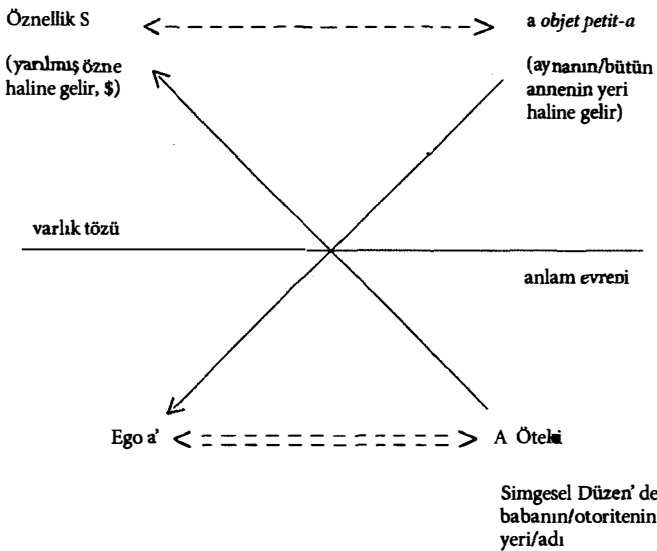 Öznellik S
a objet petit-a
(yarılmış özne
haline gelir, $)
(aynanın/bütün
annenin yeri
haline gelir)
varlık tözü
anlam evreni
Ego a’
A Öteki
Simgesel Düzen’ de
babanın/otoritenin
yeri/adı